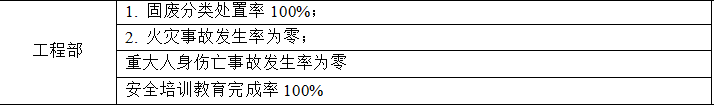 工程部
1. 固废分类处置率 100%；
2. 火灾事故发生率为零；
重大人身伤亡事故发生率为零
安全培训教育完成率 100%